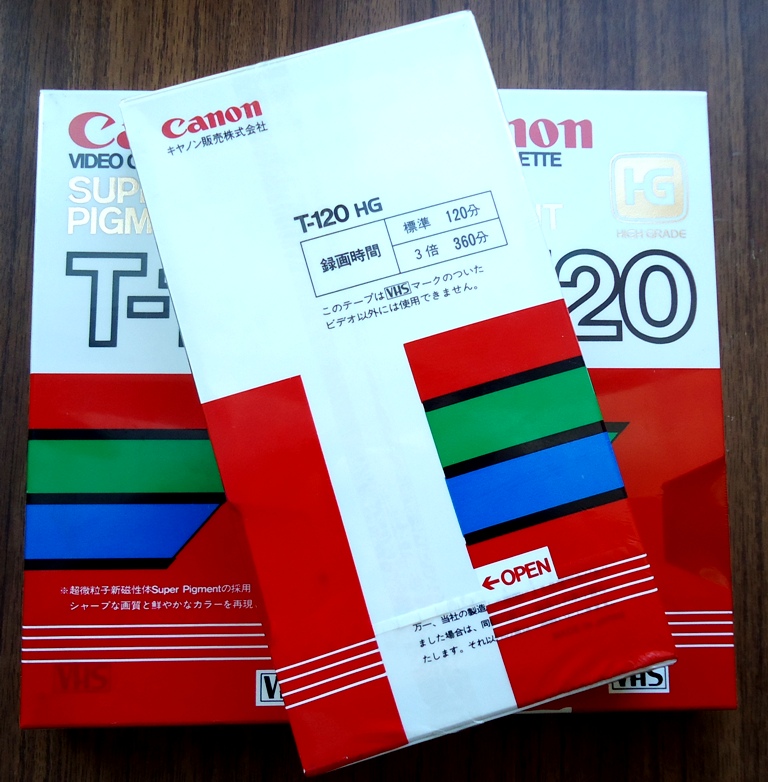 Canon
キヤノン販売株式会社
T-120 HG
録画時間
標準 120分
3倍 360分
このテープはVHSマークのついた
ビデオ以外には使用できません。
←OPEN
万一、当社の製造
ました場合は、同
たします。それ以
VIDEO
SUP
PIGM
T-
※超微粒子新磁性体Super Pigmentの採用
シャープな画質と鮮やかなカラーを再現、
VHS
non
ETTE
HG
HIGH GRADE
NT
20
VHS